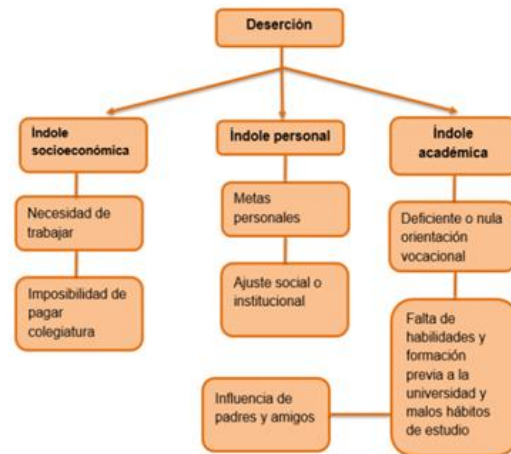 Deserción
Índole
socioeconómica
Necesidad de
trabajar
Imposibilidad de
pagar
colegiatura
Índole personal
Metas
personales
Ajuste social o
institucional
Índole
académica
Deficiente o nula
orientación
vocacional
Falta de
habilidades y
formación
previa a la
universidad y
malos hábitos
de estudio
Influencia de
padres y amigos